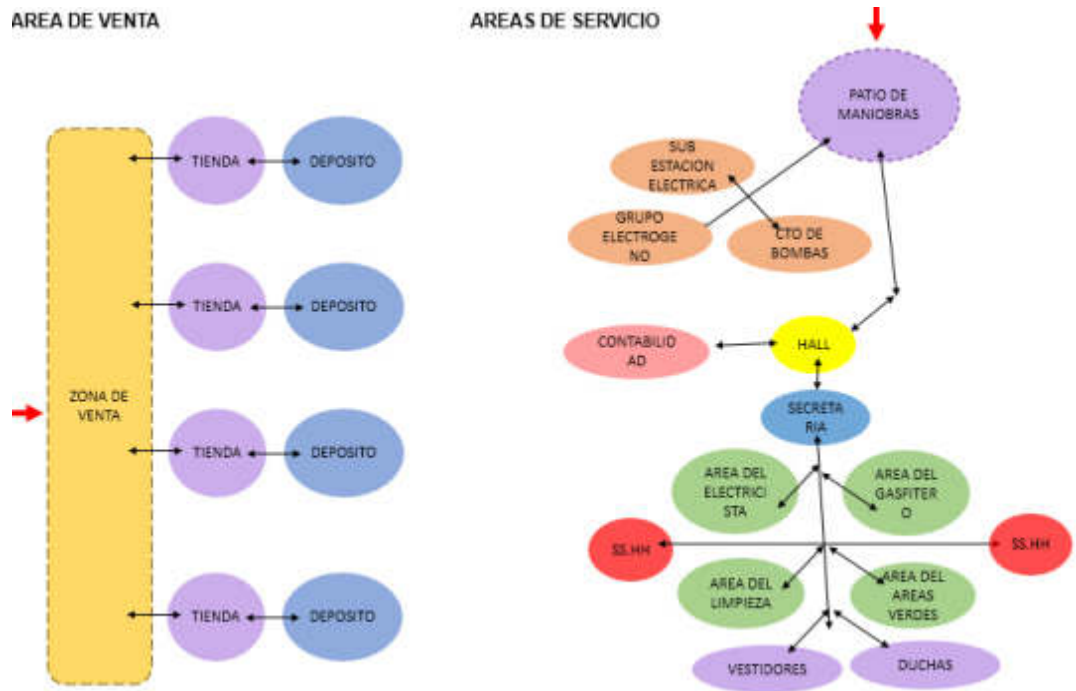 AREA DE VENTA
ZONA DE
VENTA
TIENDA
DEPOSITO
TIENDA
DEPOSITO
TIENDA
DEPOSITO
TIENDA
DEPOSITO
AREAS DE SERVICIO
PATIO DE
MANIOBRAS
SUB
ESTACION
ELECTRICA
GRUPO
ELECTROGE
NO
CTO DE
BOMBAS
CONTABILID
AD
HALL
SECRETA
RIA
AREA DEL
ELECTRICI
STA
AREA DEL
GASFITER
O
SS.HH
SS.HH
AREA DEL
LIMPIEZA
AREA DEL
AREAS
VERDES
VESTIDORES
DUCHAS